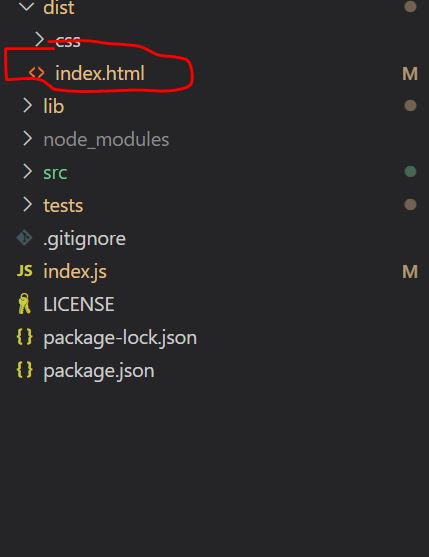 dist
css
index.html M
lib
node_modules
src
tests
.gitignore
JS index.js M
LICENSE
{} package-lock.json
{} package.json